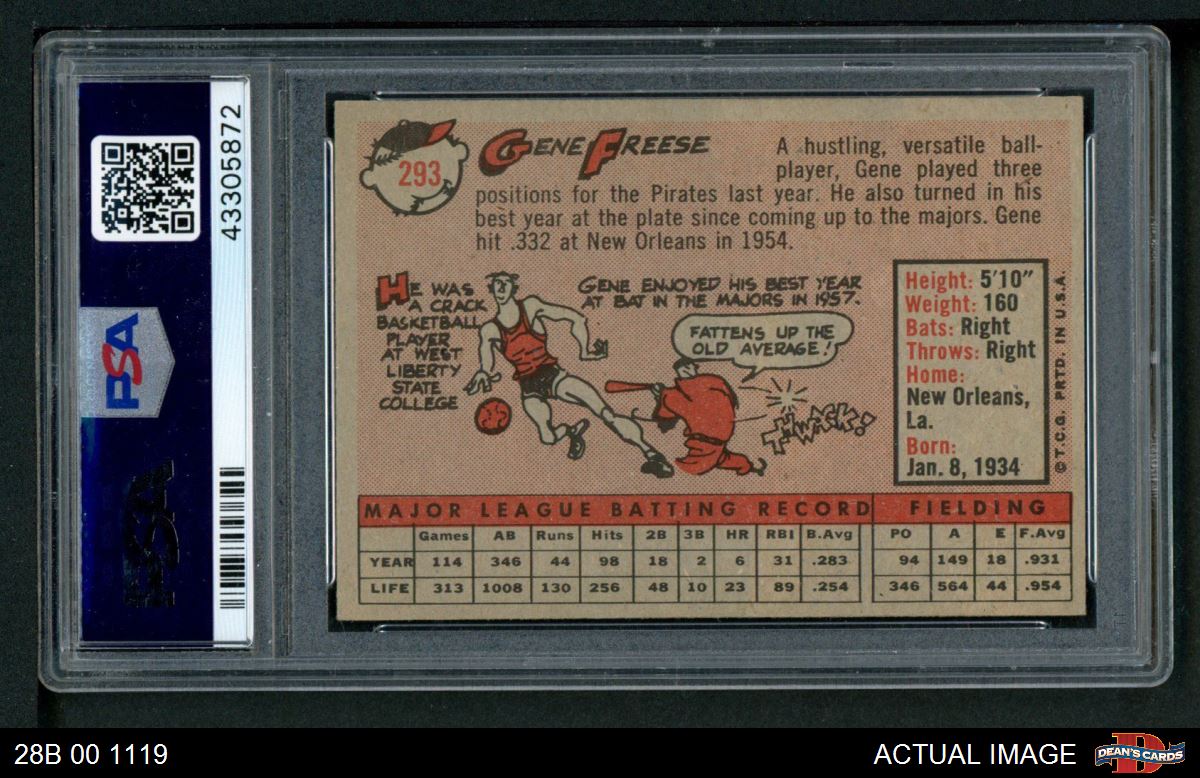 43305872
PSA
PSA
293
GENE FREESE
A hustling, versatile ball-
player, Gene played three
positions for the Pirates last year. He also turned in his
best year at the plate since coming up to the majors. Gene
hit .332 at New Orleans in 1954.
HE WAS
A CRACK
BASKETBALL
PLAYER
AT WEST
LIBERTY
STATE
COLLEGE
GENE ENJOYED HIS BEST YEAR
AT BAT IN THE MAJORS IN 1957.
FATTENS UP THE
OLD AVERAGE!
T-WACK!
Height: 5'10"
Weight: 160
Bats: Right
Throws: Right
Home:
New Orleans,
La.
Born:
Jan. 8, 1934
© T.C.G. PRTD. IN U.S.A.
MAJOR LEAGUE BATTING RECORD FIELDING
Games AB Runs Hits 2B 3B HR RBI B.Avg PO A E F.Avg
YEAR 114 346 44 98 18 2 6 31 .283 94 149 18 .931
LIFE 313 1008 130 256 48 10 23 89 .254 346 564 44 .954
28B 00 1119
ACTUAL IMAGE
DEAN'S CARDS